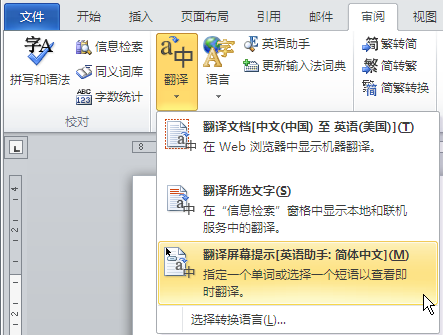 文件 开始 插入 页面布局 引用 邮件 审阅 视图
拼写和语法
信息检索
同义词库
ABC 123 字数统计
校对
翻译
语言
英语助手
更新输入法词典
简繁转简
繁简转繁
简繁转换
翻译文档[中文(中国) 至 英语(美国)](T)
在 Web 浏览器中显示机器翻译。
翻译所选文字(S)
在“信息检索”窗格中显示本地和联机
服务中的翻译。
翻译屏幕提示[英语助手: 简体中文](M)
指定一个单词或选择一个短语以查看即
时翻译。
选择转换语言(L)...
8
4
2
2